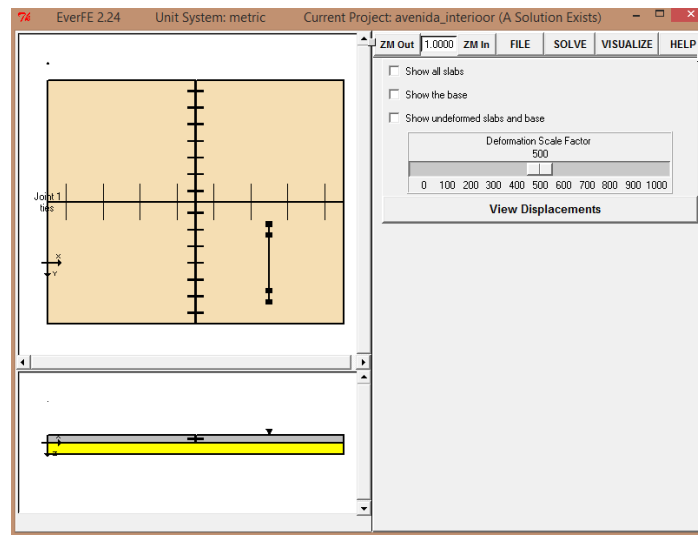 7% EverFE 2.24 Unit System: metric Current Project: avenida_interioor (A Solution Exists)
ZM Out 1.0000 ZM In FILE SOLVE VISUALIZE HELP
Show all slabs
Show the base
Show undeformed slabs and base
Deformation Scale Factor
500
0 100 200 300 400 500 600 700 800 900 1000
View Displacements
Joint 1
ties
X
Y
X
Z